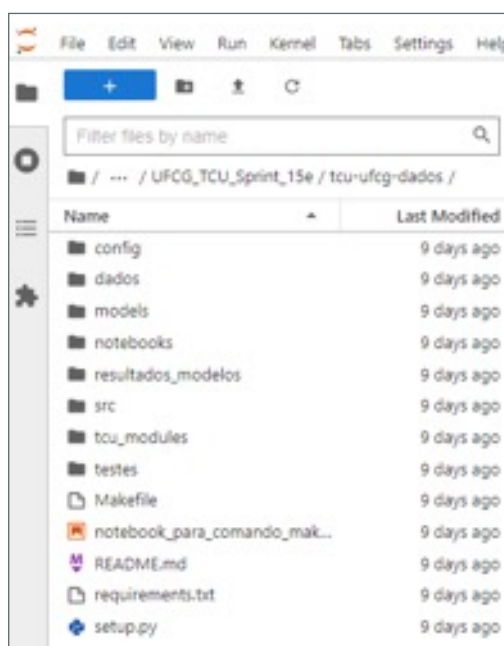 File Edit View Run Kernel Tabs Settings Help
Filter files by name
/ ... / UFCG_TCU_Sprint_15e / tcu-ufcg-dados /
Name Last Modified
config 9 days ago
dados 9 days ago
models 9 days ago
notebooks 9 days ago
resultados_modelos 9 days ago
src 9 days ago
tcu_modules 9 days ago
testes 9 days ago
Makefile 9 days ago
notebook_para_comando_mak... 9 days ago
README.md 9 days ago
requirements.txt 9 days ago
setup.py 9 days ago